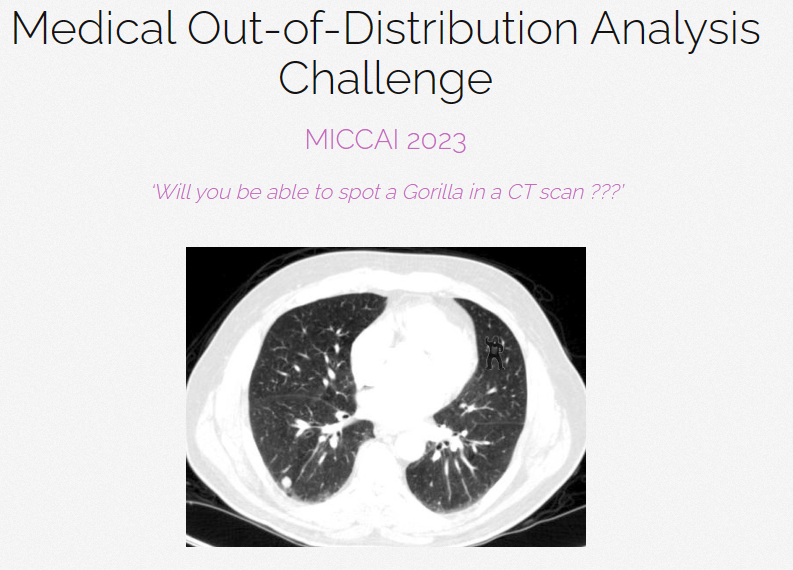 Medical Out-of-Distribution Analysis
Challenge
MICCAI 2023
'Will you be able to spot a Gorilla in a CT scan ???'